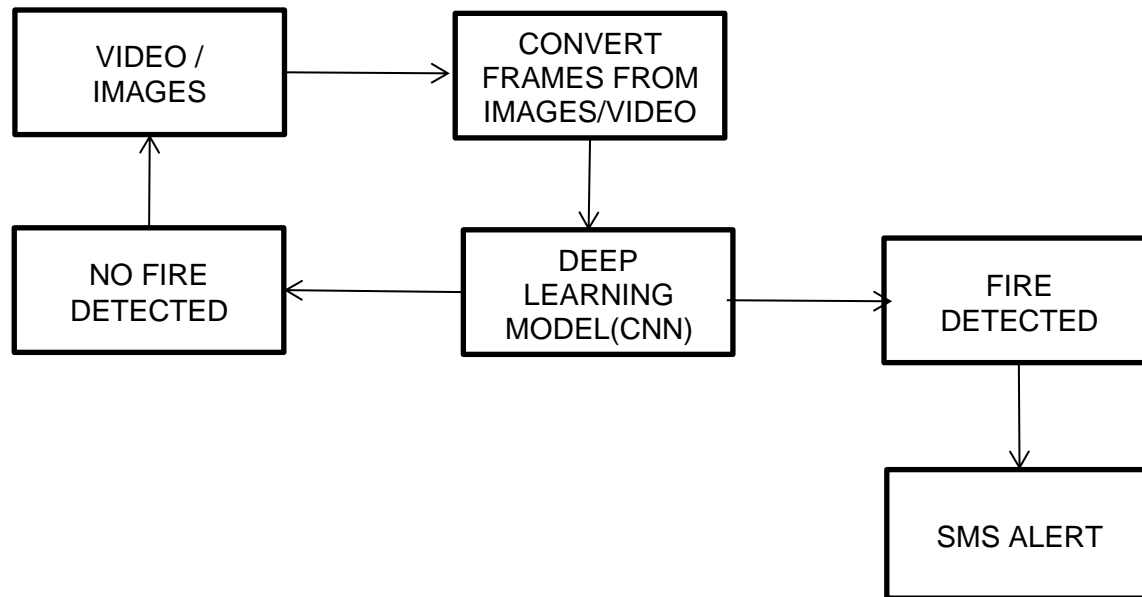 VIDEO /
IMAGES
CONVERT
FRAMES FROM
IMAGES/VIDEO
NO FIRE
DETECTED
DEEP
LEARNING
MODEL(CNN)
FIRE
DETECTED
SMS ALERT